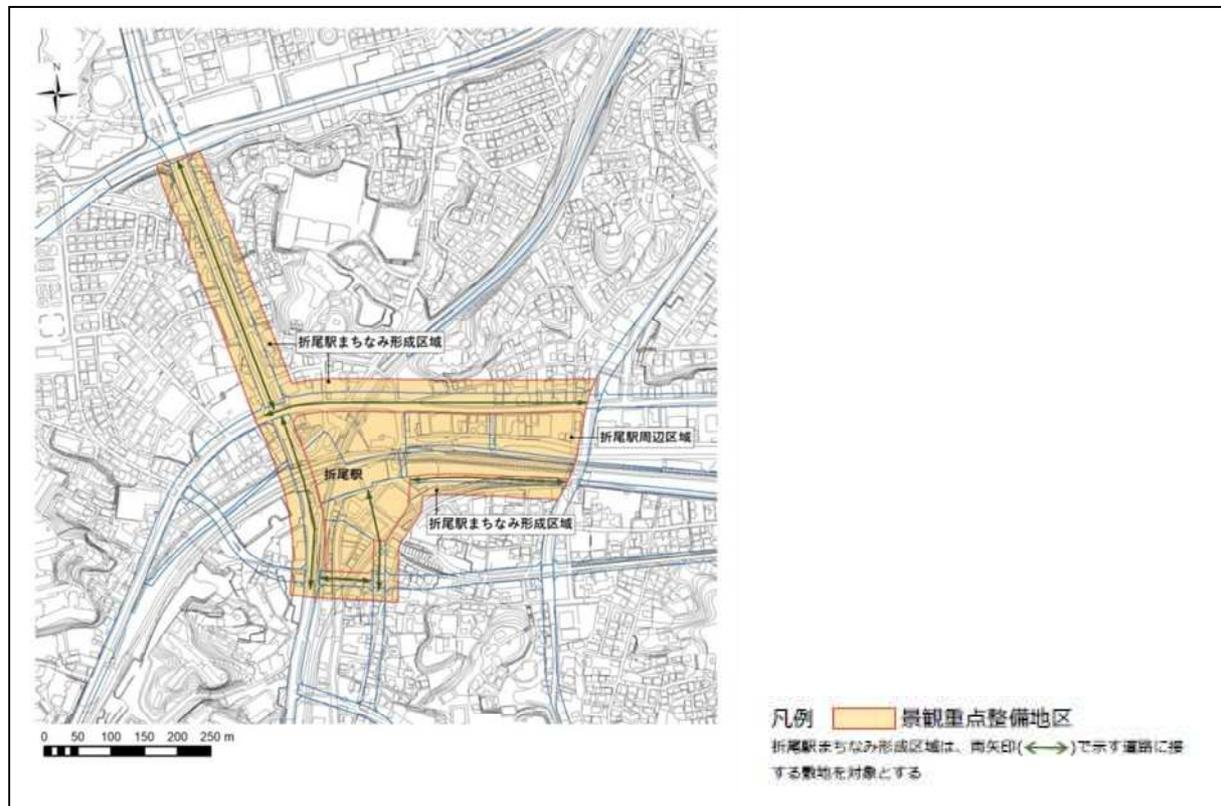 N
折尾駅まちなみ形成区域
折尾駅周辺区域
折尾駅
折尾駅まちなみ形成区域
0 50 100 150 200 250 m
凡例 景観重点整備地区
折尾駅まちなみ形成区域は、両矢印(⟷)で示す道路に接
する敷地を対象とする